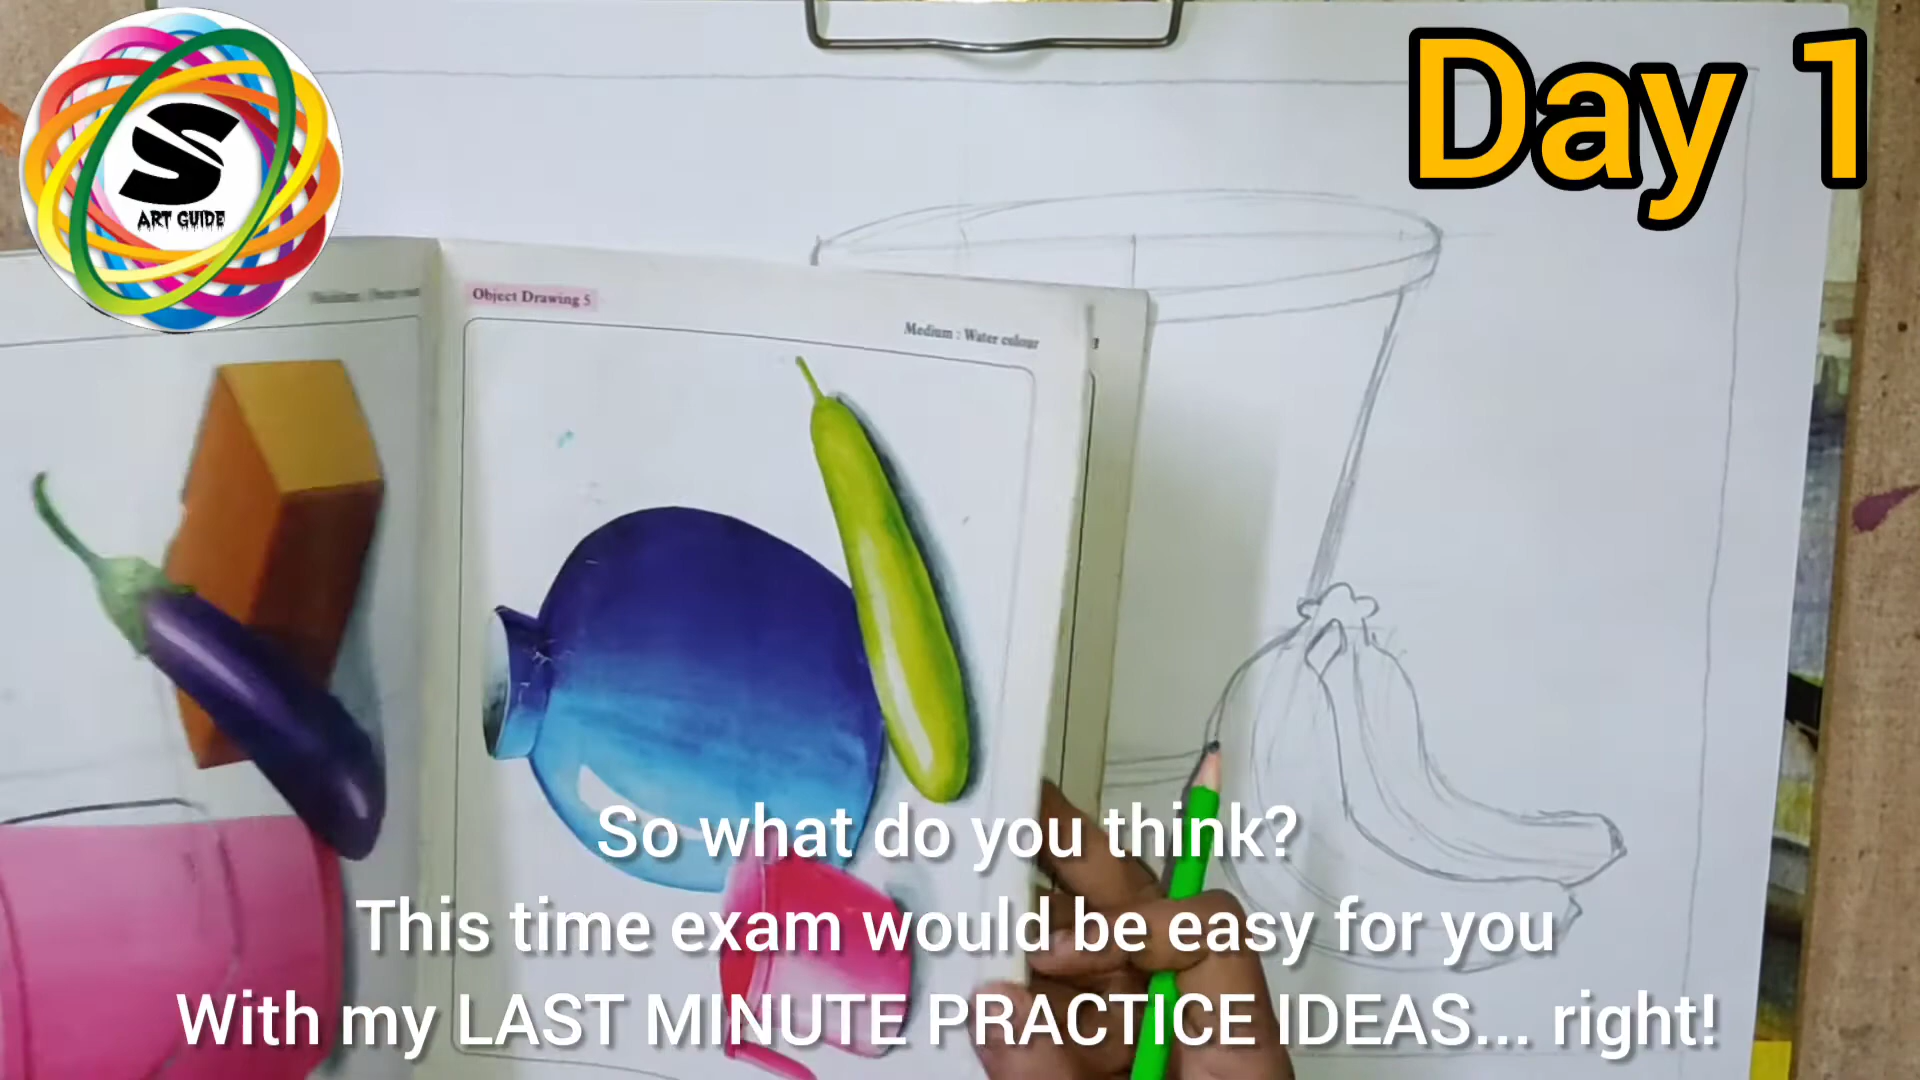 Day 1
S
ART GUIDE
Object Drawing 5
Medium : Water colour
So what do you think?
This time exam would be easy for you
With my LAST MINUTE PRACTICE IDEAS... right!